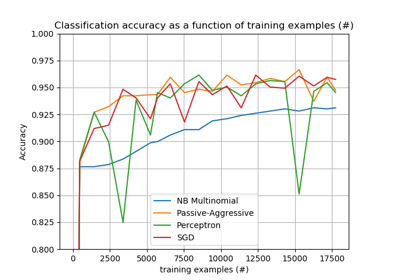 Classification accuracy as a function of training examples (#)
1.000
0.975
0.950
0.925
0.900
0.875
0.850
0.825
0.800
Accuracy
NB Multinomial
Passive-Aggressive
Perceptron
SGD
0 2500 5000 7500 10000 12500 15000 17500
training examples (#)